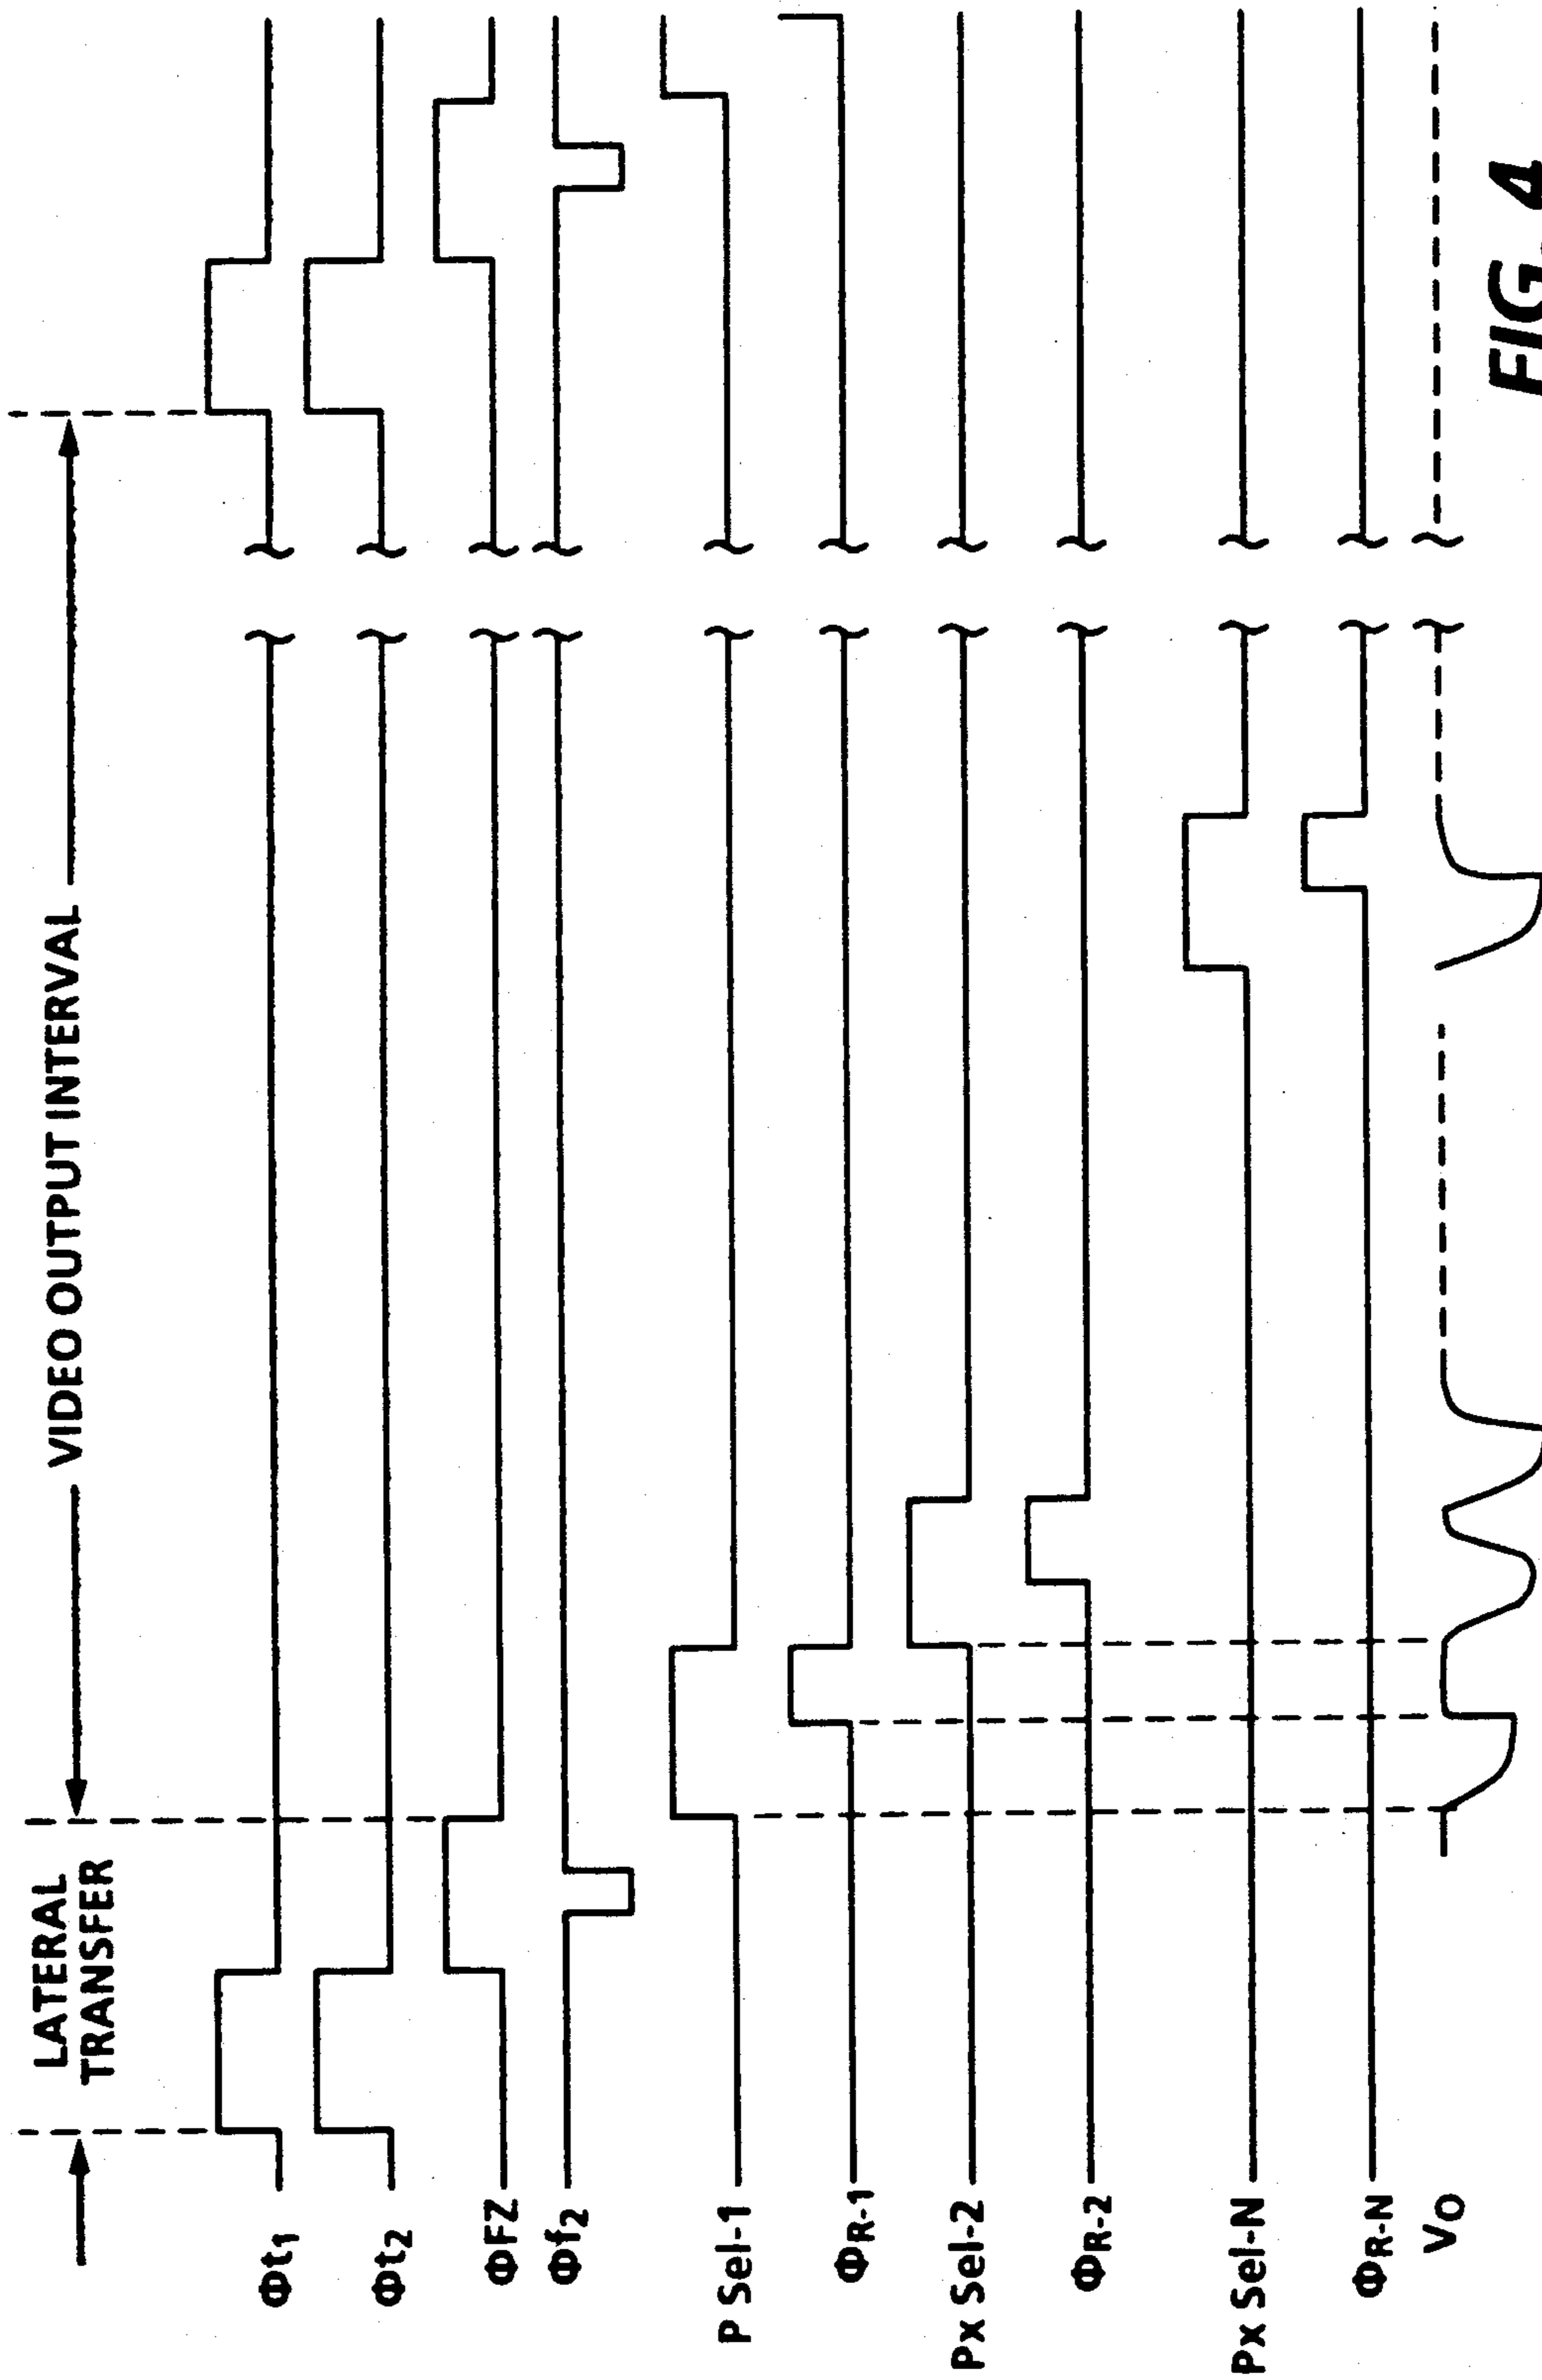 LATERAL
TRANSFER
VIDEO OUTPUT INTERVAL
Φt1
Φt2
ΦFZ
Φf2
P Sel-1
ΦR-1
Px Sel-2
ΦR-2
Px Sel-N
ΦR-N
VO
FIG. 4